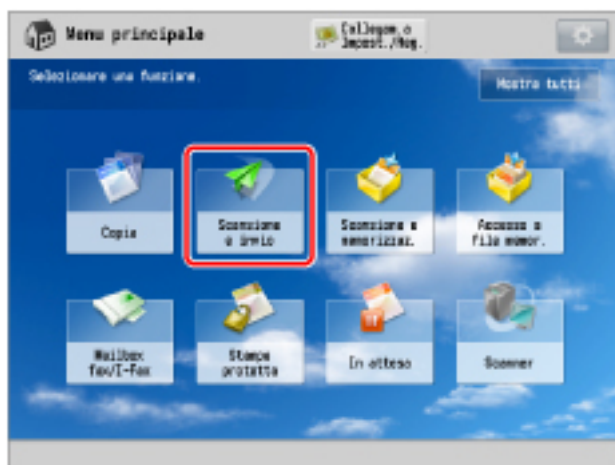 Menu principale
Collegam. a
Impost./Reg.
Selezionare una funzione.
Mostra tutti
Copia
Scansione
e invio
Scansione e
memorizzaz.
Accesso a
file memor.
Mailbox
fax/I-Fax
Stampa
protetta
In attesa
Scanner